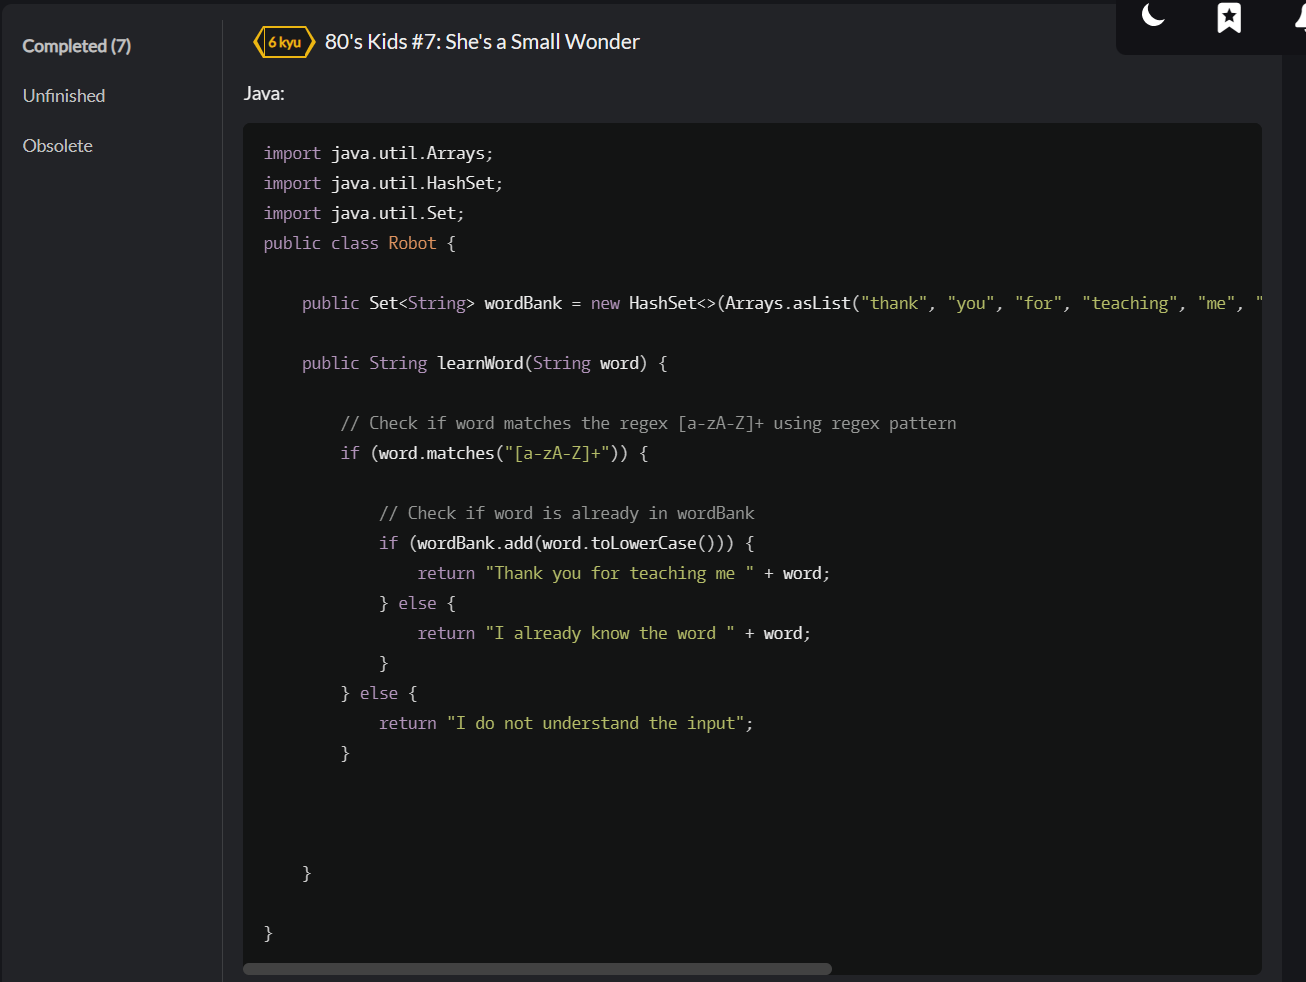 Completed (7)
Unfinished
Obsolete
6 kyu 80's Kids #7: She's a Small Wonder
Java:
import java.util.Arrays;
import java.util.HashSet;
import java.util.Set;
public class Robot {
public Set<String> wordBank = new HashSet<>(Arrays.asList("thank", "you", "for", "teaching", "me", "
public String learnWord(String word) {
// Check if word matches the regex [a-zA-Z]+ using regex pattern
if (word.matches("[a-zA-Z]+")) {
// Check if word is already in wordBank
if (wordBank.add(word.toLowerCase())) {
return "Thank you for teaching me " + word;
} else {
return "I already know the word " + word;
}
} else {
return "I do not understand the input";
}
}
}